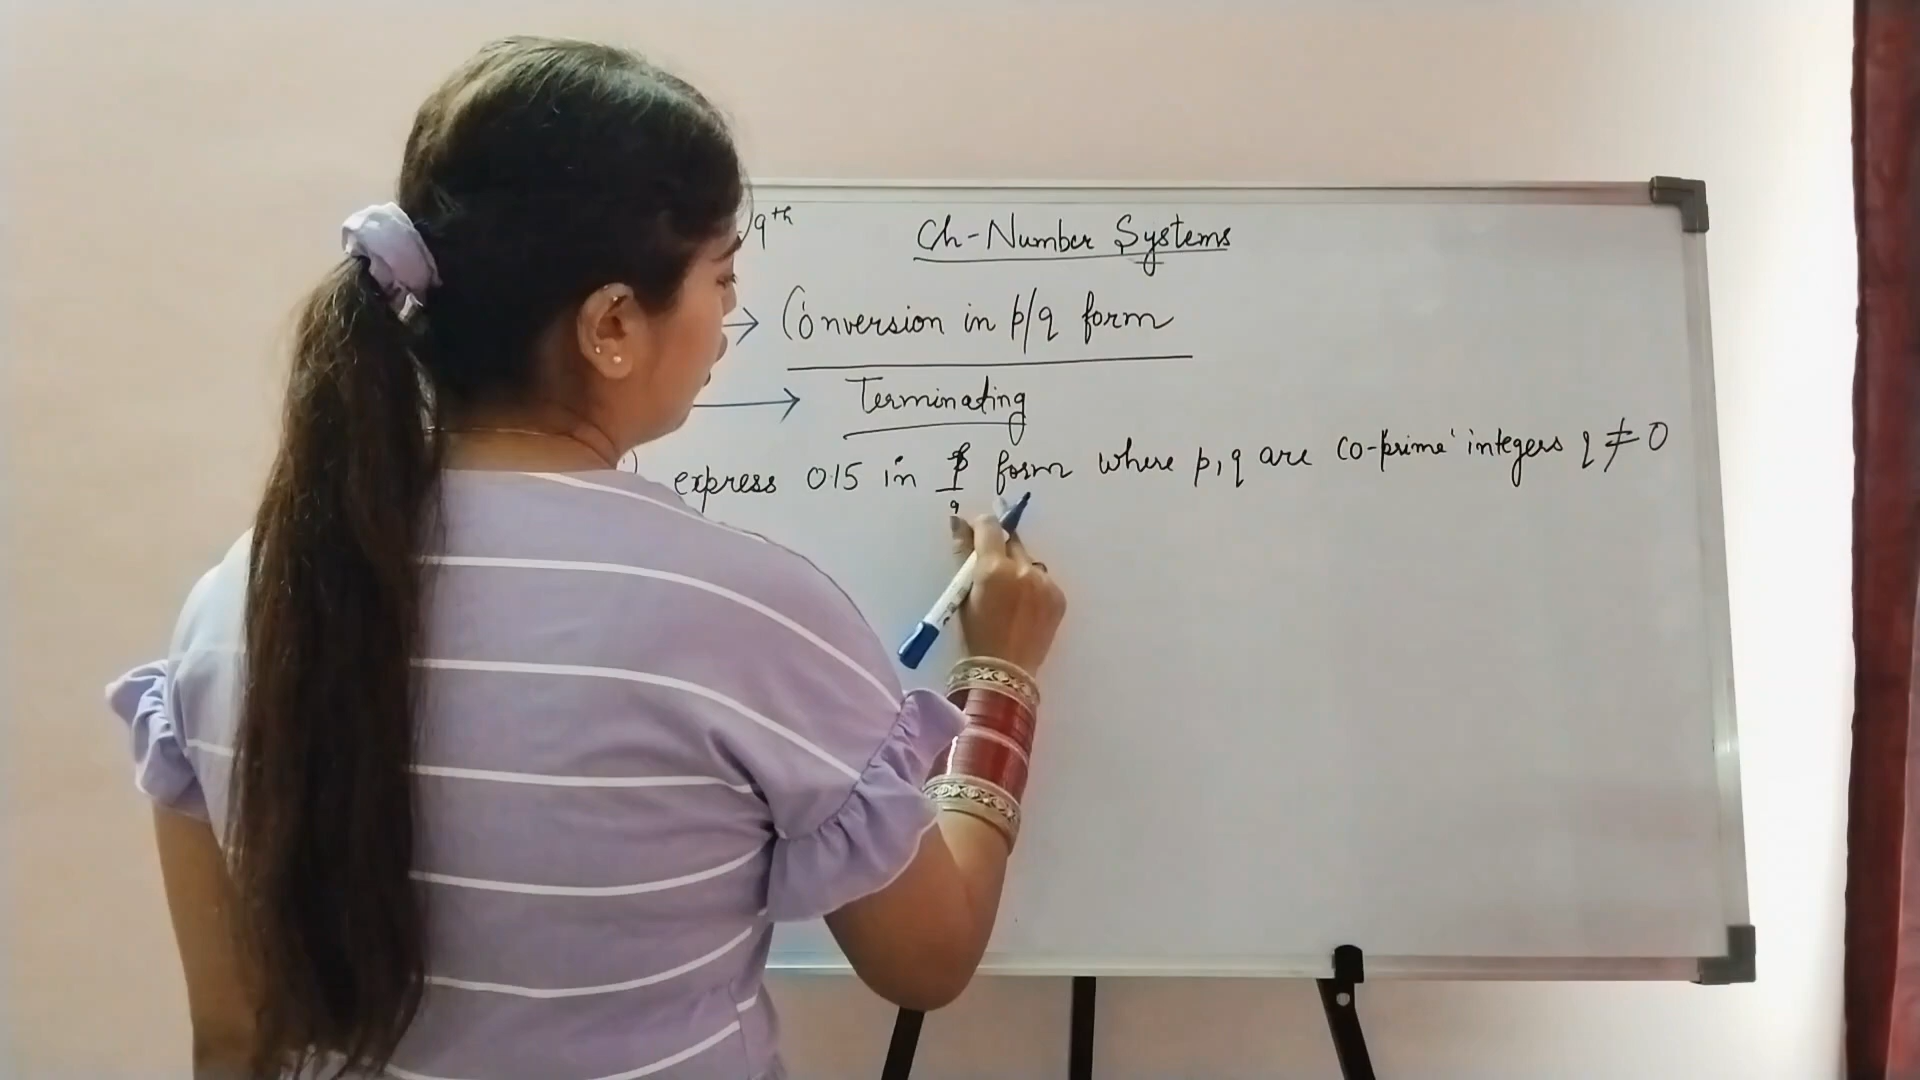 9th
Ch-Number Systems
→ Conversion in p/q form
→ Terminating
express 0.15 in p/q form where p, q are co-prime integers q ≠ 0